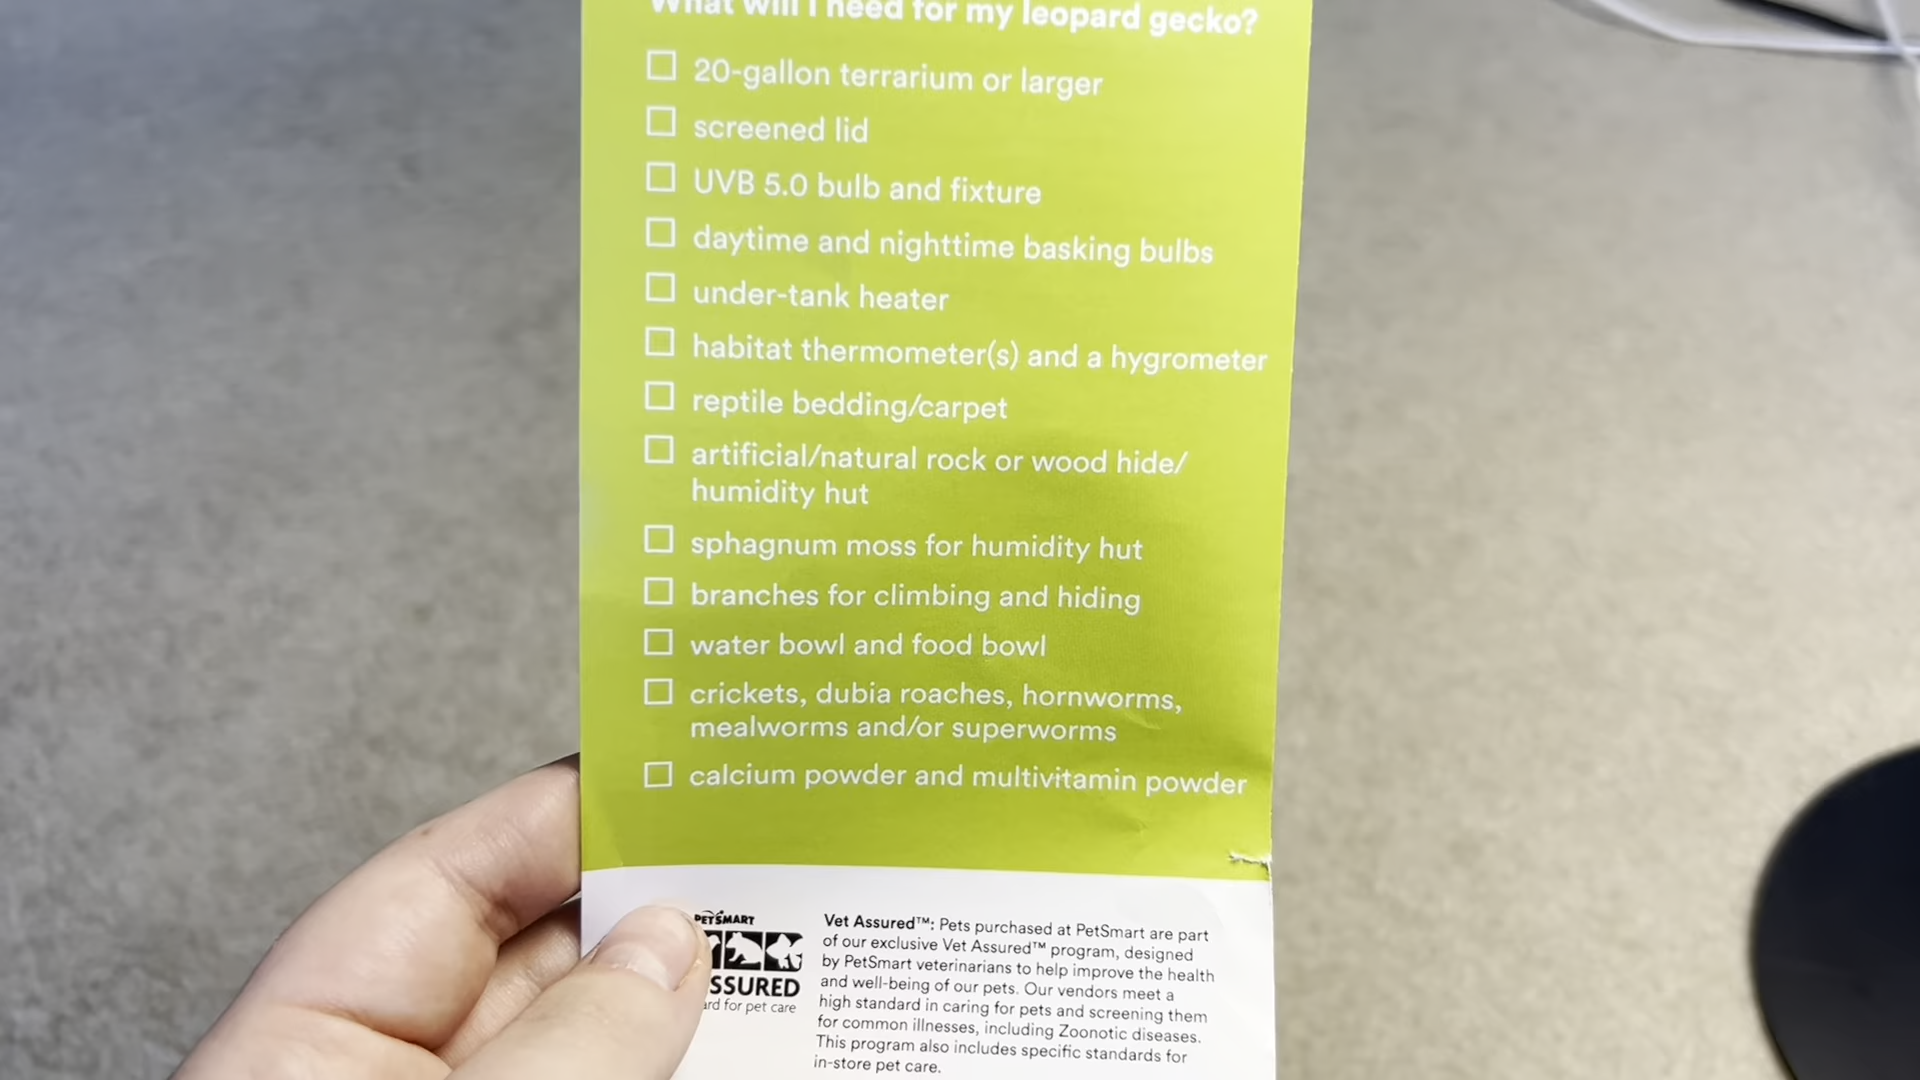 What will I need for my leopard gecko?
20-gallon terrarium or larger
screened lid
UVB 5.0 bulb and fixture
daytime and nighttime basking bulbs
under-tank heater
habitat thermometer(s) and a hygrometer
reptile bedding/carpet
artificial/natural rock or wood hide/
humidity hut
sphagnum moss for humidity hut
branches for climbing and hiding
water bowl and food bowl
crickets, dubia roaches, hornworms,
mealworms and/or superworms
calcium powder and multivitamin powder
PETSMART
SSURED
rd for pet care
Vet Assured™: Pets purchased at PetSmart are part
of our exclusive Vet Assured™ program, designed
by PetSmart veterinarians to help improve the health
and well-being of our pets. Our vendors meet a
high standard in caring for pets and screening them
for common illnesses, including Zoonotic diseases.
This program also includes specific standards for
in-store pet care.